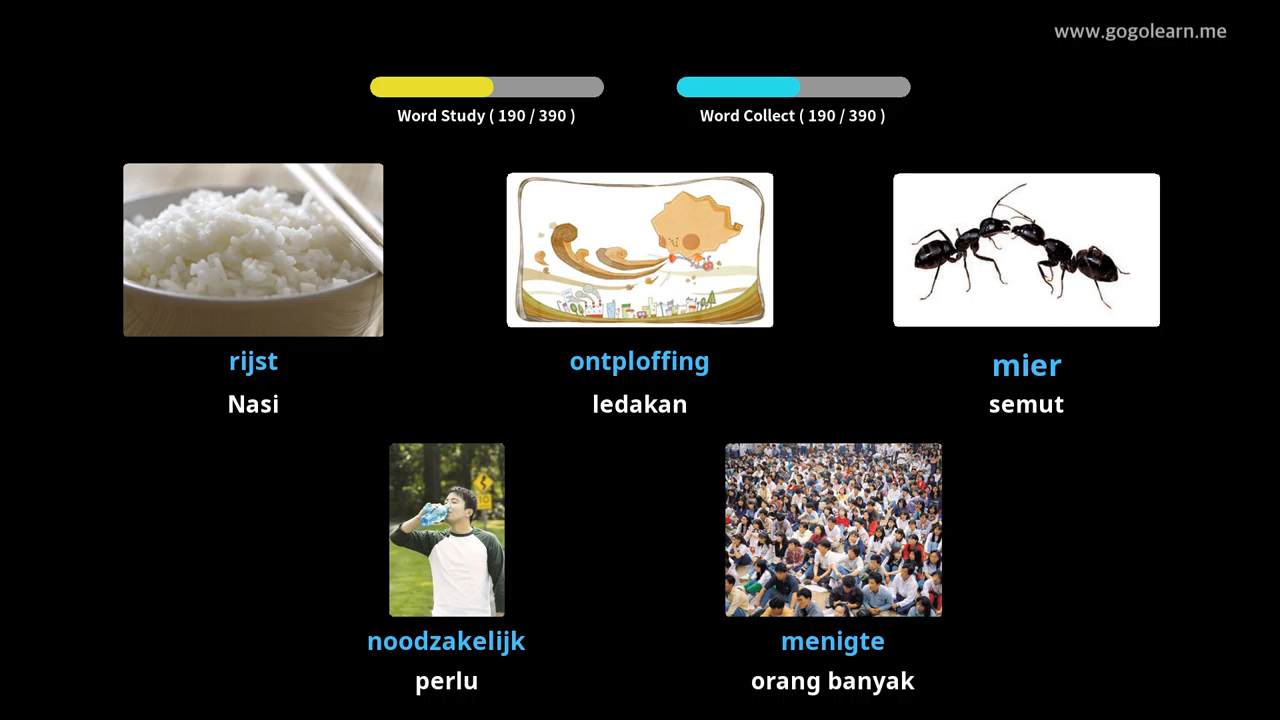 www.gogolearn.me
Word Study ( 190 / 390 )
Word Collect ( 190 / 390 )
rijst
Nasi
ontploffing
ledakan
mier
semut
noodzakelijk
perlu
menigte
orang banyak